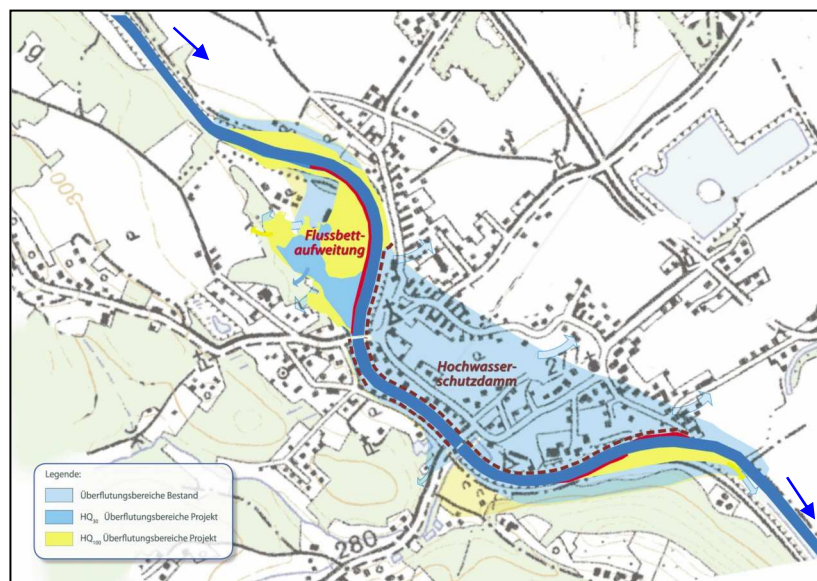 300
Flussbett-
aufweitung
Hochwasser-
schutzdamm
Legende:
Überflutungsbereiche Bestand
HQ30 Überflutungsbereiche Projekt
HQ100 Überflutungsbereiche Projekt
280